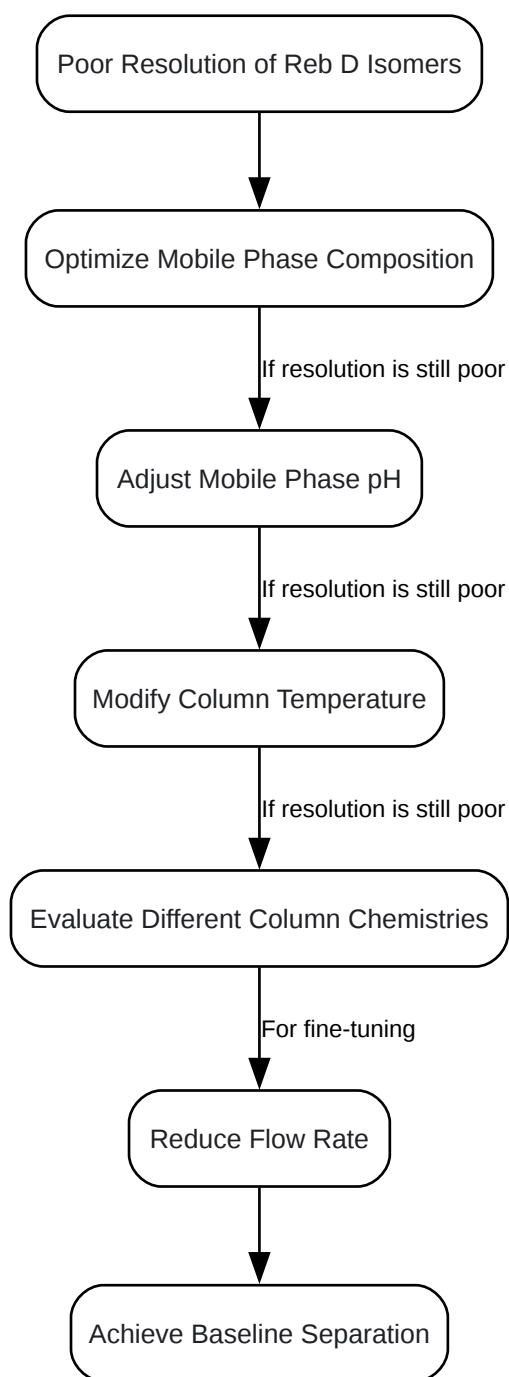 Poor Resolution of Reb D Isomers
Optimize Mobile Phase Composition
If resolution is still poor
Adjust Mobile Phase pH
If resolution is still poor
Modify Column Temperature
If resolution is still poor
Evaluate Different Column Chemistries
For fine-tuning
Reduce Flow Rate
Achieve Baseline Separation